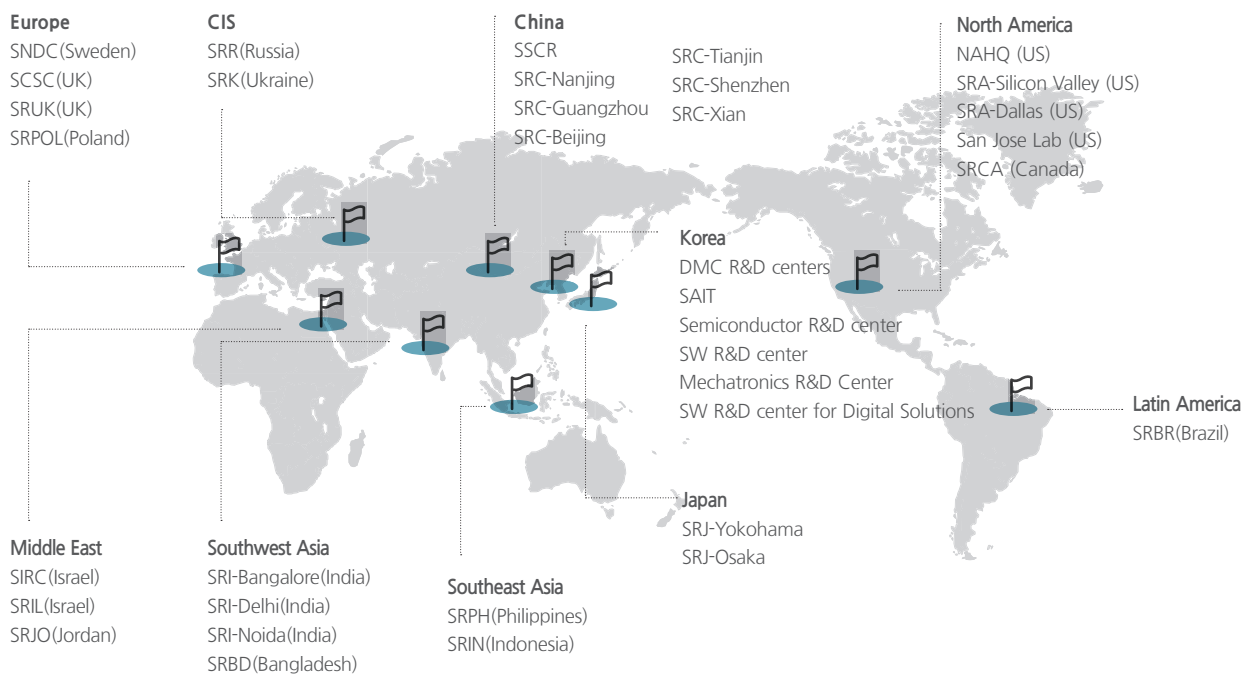 Europe
SNDC(Sweden)
SCSC(UK)
SRUK(UK)
SRPOL(Poland)
CIS
SRR(Russia)
SRK(Ukraine)
China
SSCR
SRC-Nanjing
SRC-Guangzhou
SRC-Beijing
SRC-Tianjin
SRC-Shenzhen
SRC-Xian
North America
NAHQ (US)
SRA-Silicon Valley (US)
SRA-Dallas (US)
San Jose Lab (US)
SRCA (Canada)
Korea
DMC R&D centers
SAIT
Semiconductor R&D center
SW R&D center
Mechatronics R&D Center
SW R&D center for Digital Solutions
Latin America
SRBR(Brazil)
Japan
SRJ-Yokohama
SRJ-Osaka
Middle East
SIRC(Israel)
SRIL(Israel)
SRJO(Jordan)
Southwest Asia
SRI-Bangalore(India)
SRI-Delhi(India)
SRI-Noida(India)
SRBD(Bangladesh)
Southeast Asia
SRPH(Philippines)
SRIN(Indonesia)